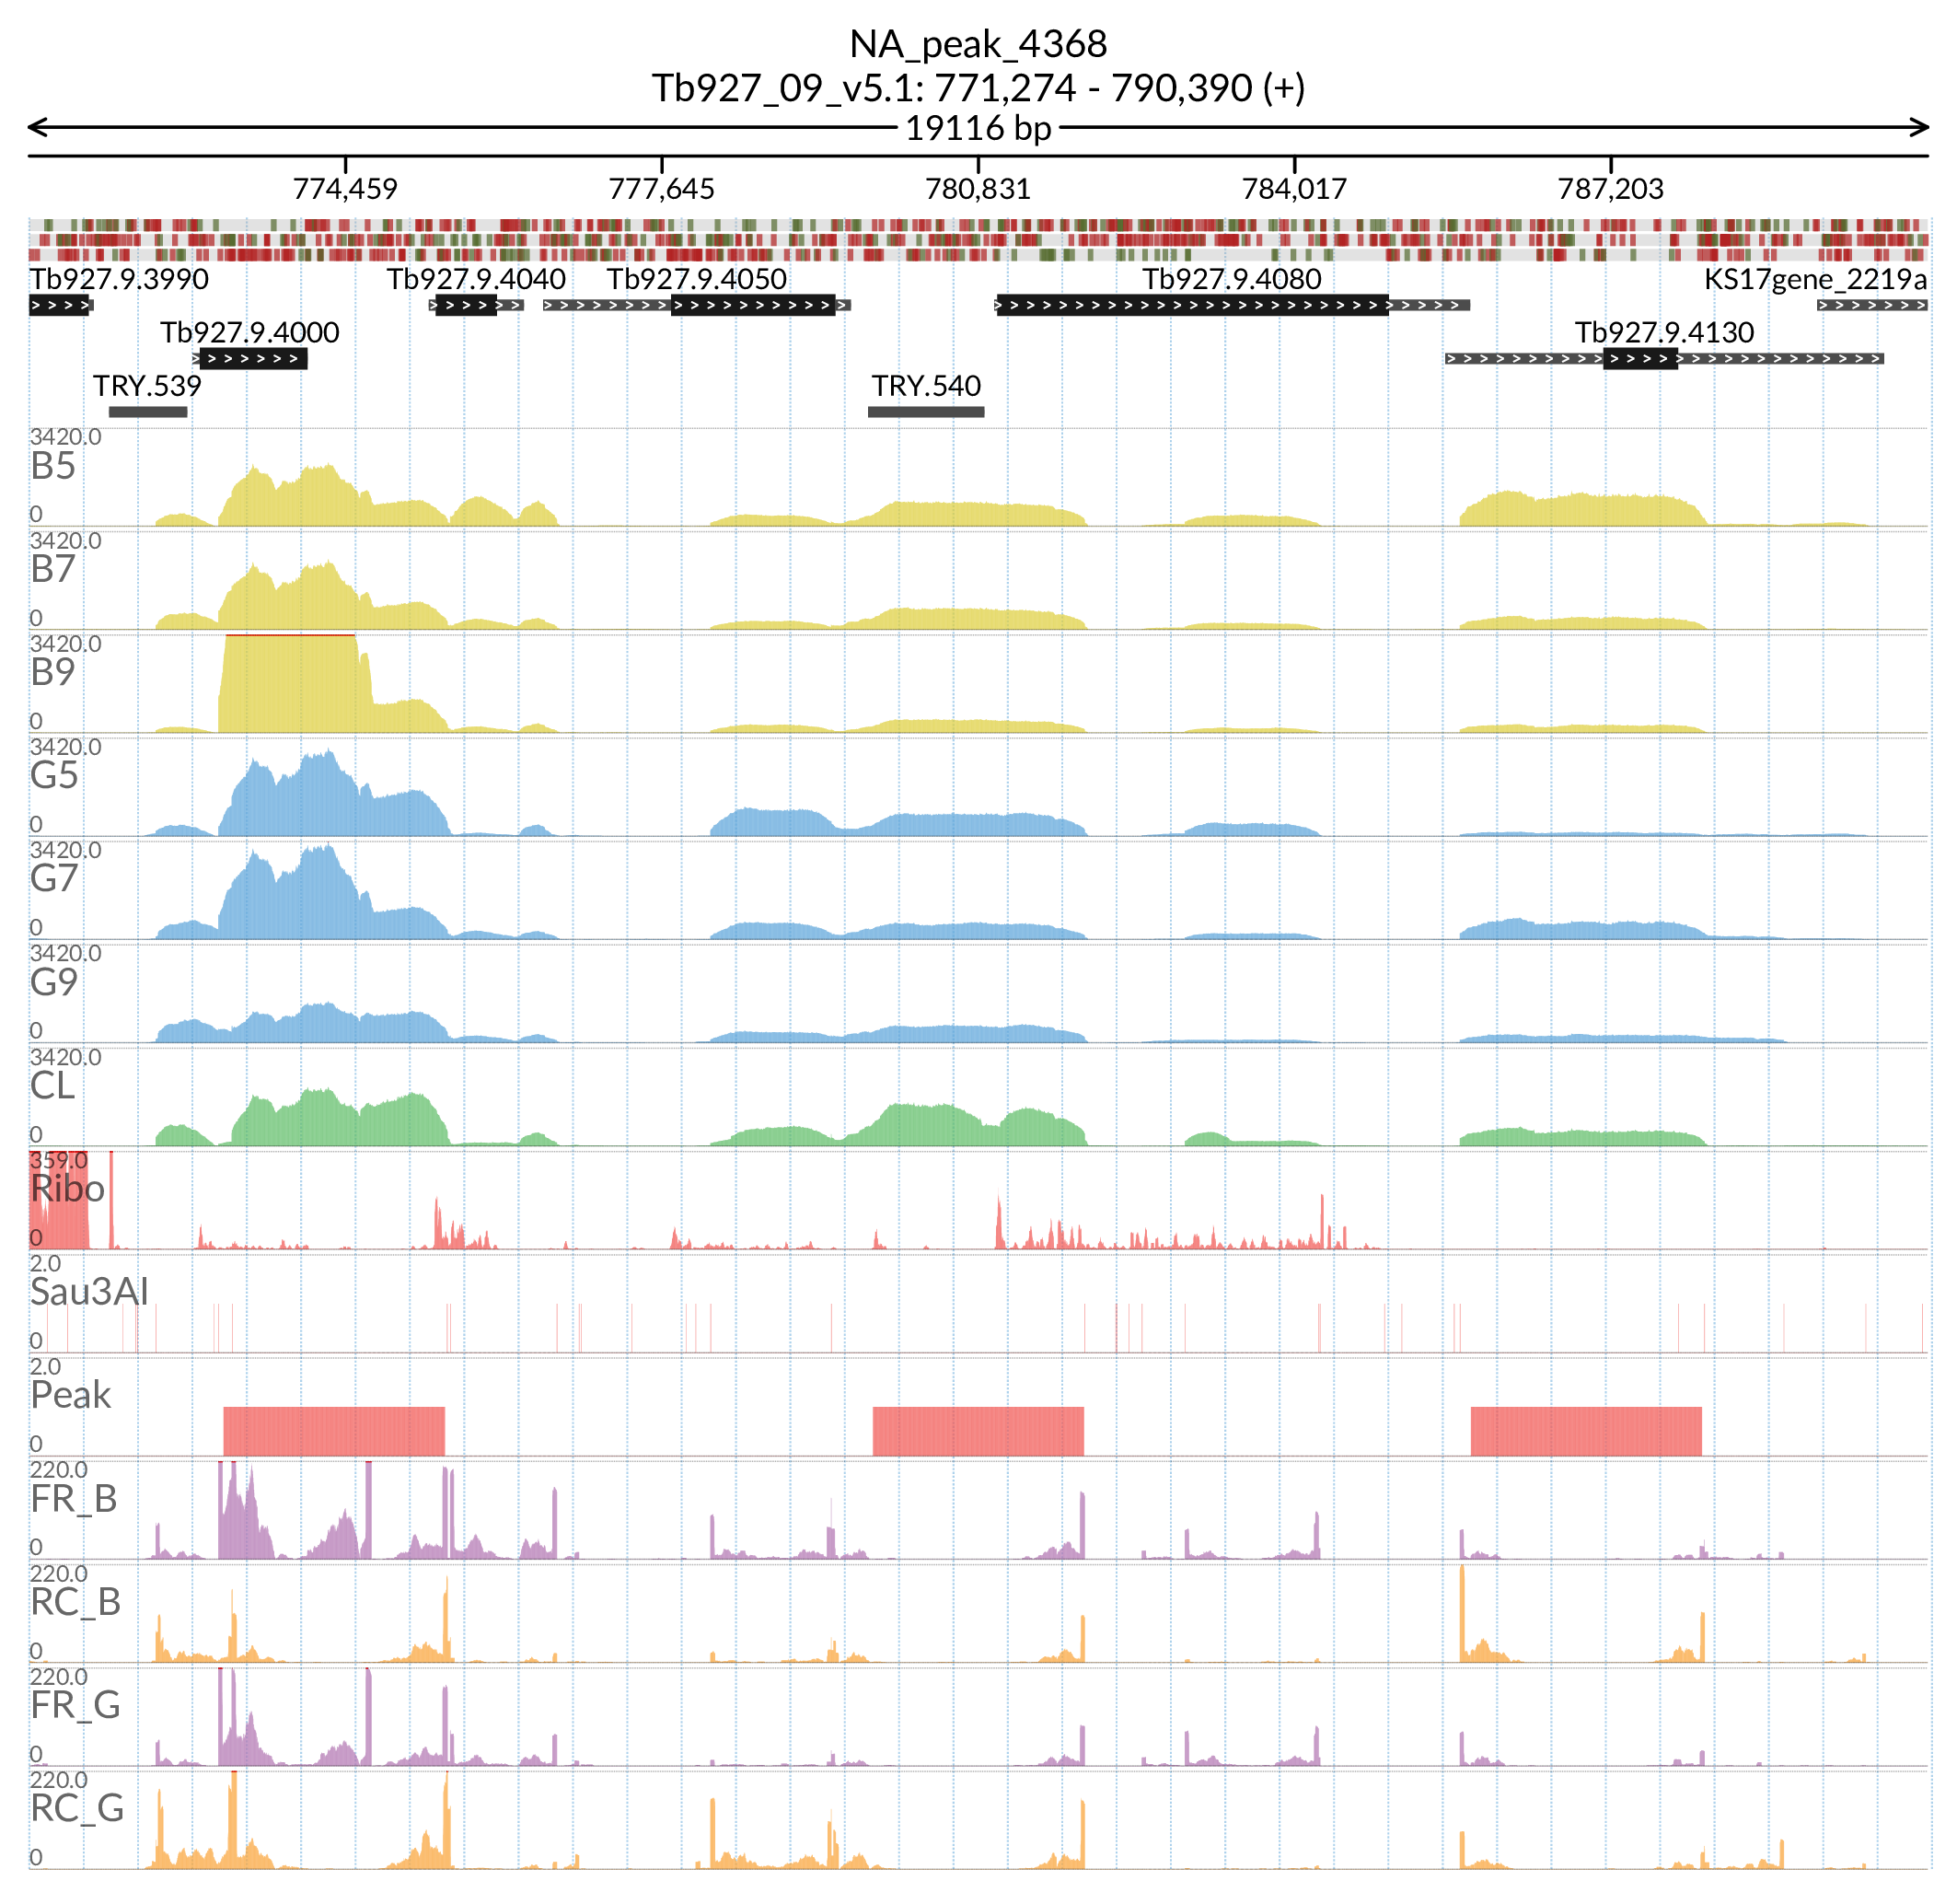 NA_peak_4368
Tb927_09_v5.1: 771,274 - 790,390 (+)
19116 bp
774,459 777,645 780,831 784,017 787,203
Tb927.9.3990 Tb927.9.4040 Tb927.9.4050 Tb927.9.4080 KS17gene_2219a
Tb927.9.4000 Tb927.9.4130
TRY.539 TRY.540
3420.0
B5
0
3420.0
B7
0
3420.0
B9
0
3420.0
G5
0
3420.0
G7
0
3420.0
G9
0
3420.0
CL
0
359.0
Ribo
0
2.0
Sau3AI
0
2.0
Peak
0
220.0
FR_B
0
220.0
RC_B
0
220.0
FR_G
0
220.0
RC_G
0